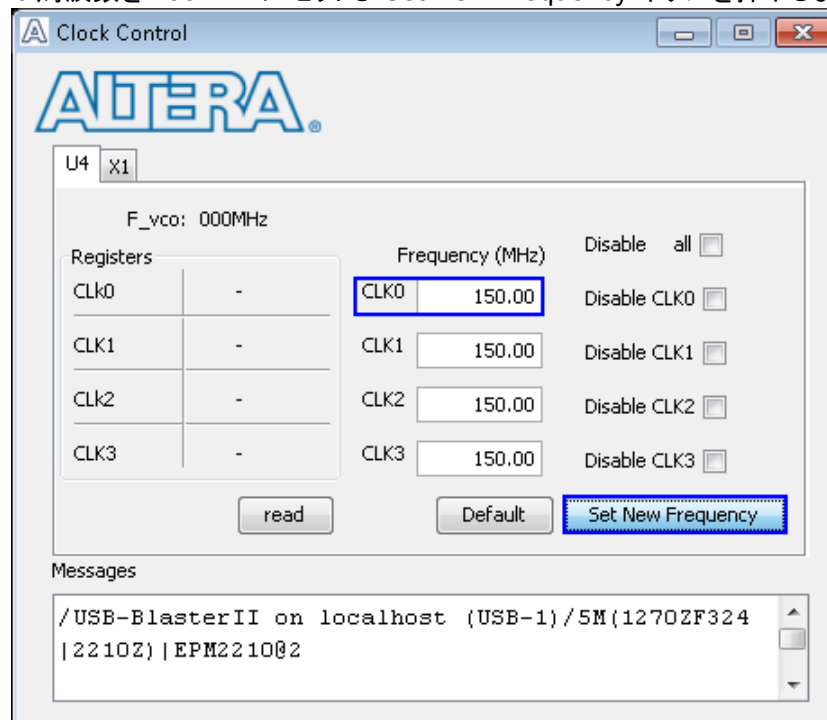 Clock Control
ALTERA®
U4 X1
F_vco: 000MHz
Registers
Frequency (MHz)
Disable all
CLk0 -
CLK0 150.00
Disable CLK0
CLK1 -
CLK1 150.00
Disable CLK1
CLk2 -
CLK2 150.00
Disable CLK2
CLK3 -
CLK3 150.00
Disable CLK3
read Default Set New Frequency
Messages
/USB-BlasterII on localhost (USB-1)/5M(1270ZF324
|2210Z)|EPM2210@2